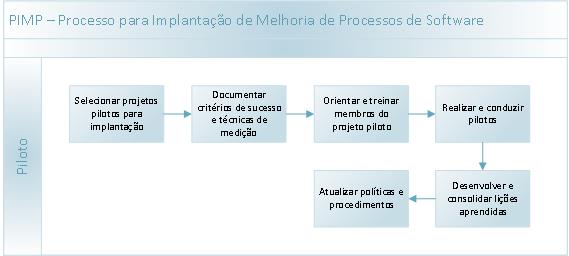 PIMP – Processo para Implantação de Melhoria de Processos de Software
Piloto
Selecionar projetos
pilotos para
implantação
Documentar
critérios de sucesso
e técnicas de
medição
Orientar e treinar
membros do
projeto piloto
Realizar e conduzir
pilotos
Desenvolver e
consolidar lições
aprendidas
Atualizar políticas e
procedimentos